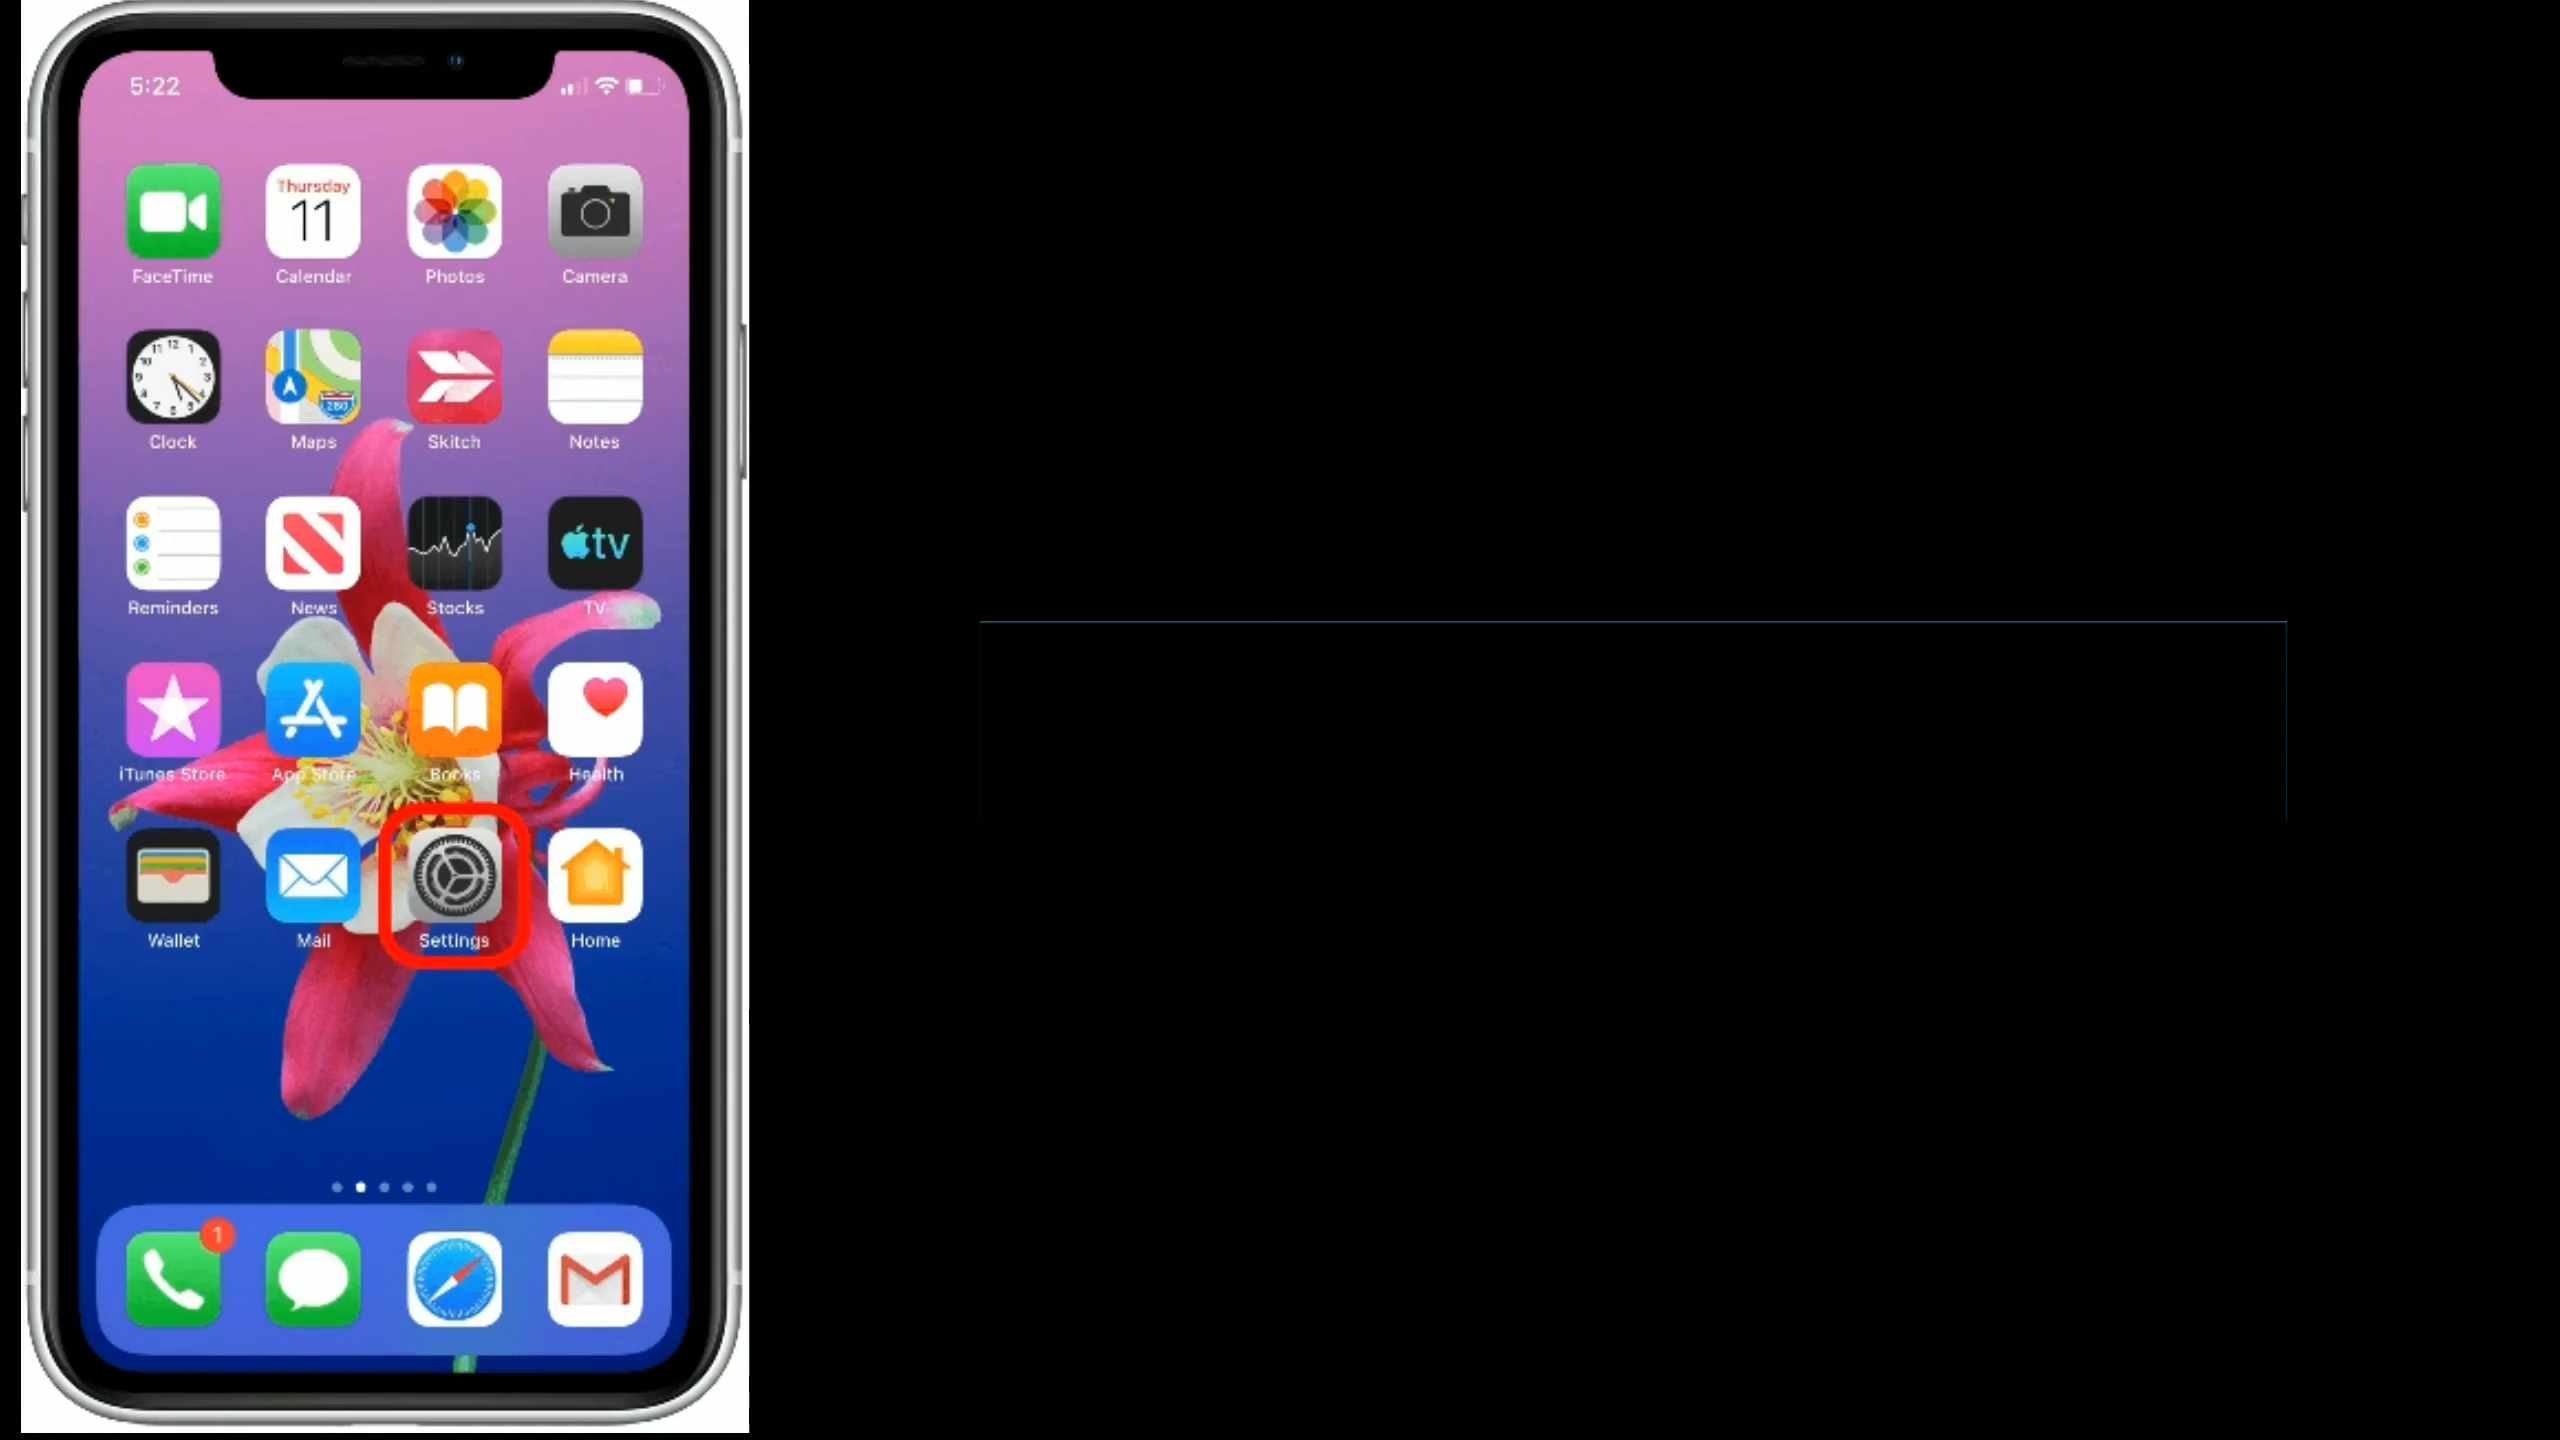 5:22
Thursday
11
FaceTime
Calendar
Photos
Camera
280
Clock
Maps
Skitch
Notes
tv
Reminders
News
Stocks
TV
iTunes Store
App Store
Books
Health
Wallet
Mail
Settings
Home
1